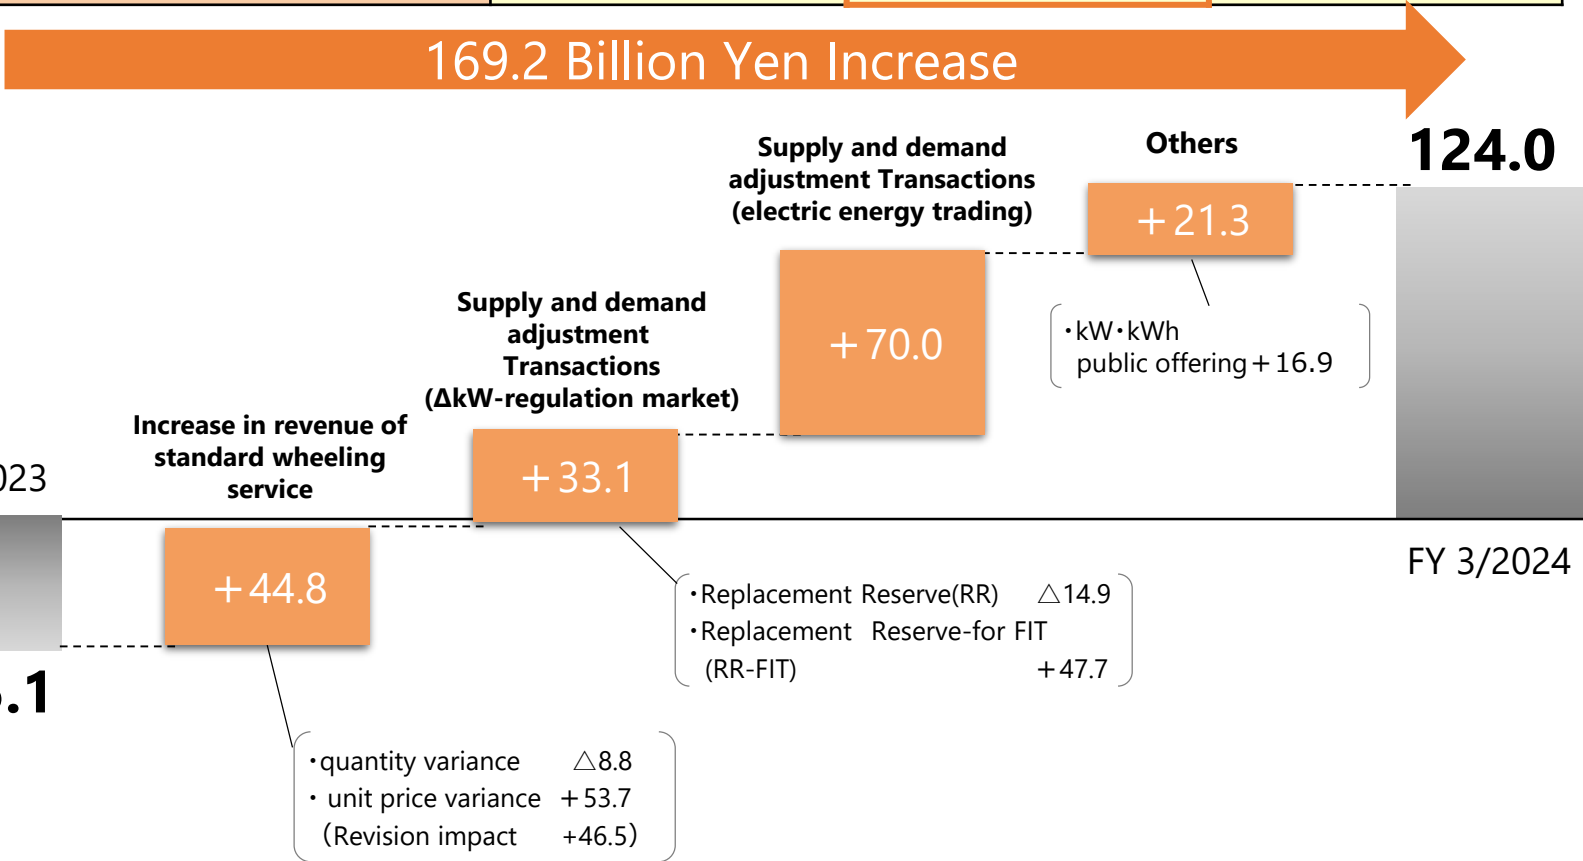 169.2 Billion Yen Increase
124.0
Others
+21.3
Supply and demand
adjustment Transactions
(electric energy trading)
+70.0
・kW・kWh
public offering+16.9
Supply and demand
adjustment
Transactions
(ΔkW-regulation market)
+33.1
Increase in revenue of
standard wheeling
service
+44.8
023
.1
FY 3/2024
・Replacement Reserve(RR) △14.9
・Replacement Reserve-for FIT
(RR-FIT) +47.7
・quantity variance △8.8
・ unit price variance +53.7
(Revision impact +46.5)